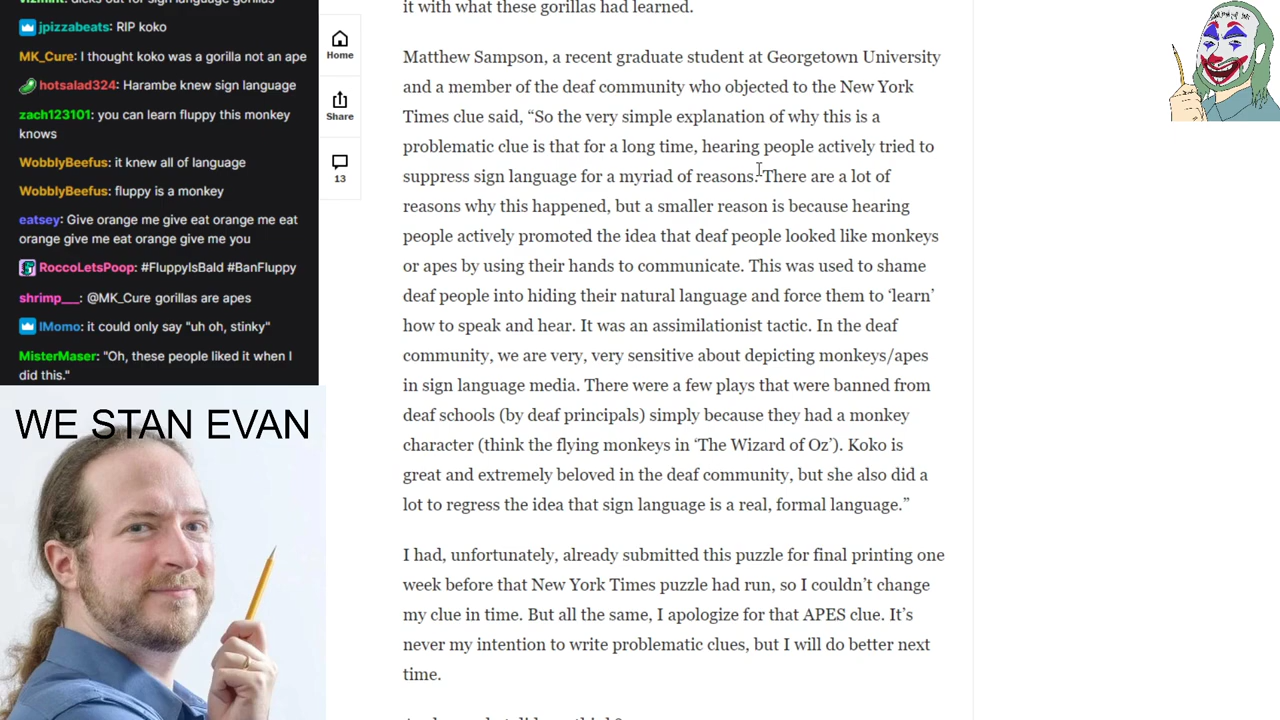 jpizzabeats: RIP koko
MK_Cure: I thought koko was a gorilla not an ape
hotsalad324: Harambe knew sign language
zach123101: you can learn fluppy this monkey
knows
WobblyBeefus: it knew all of language
WobblyBeefus: fluppy is a monkey
eatsey: Give orange me give eat orange me eat
orange give me eat orange give me you
RoccoLetsPoop: #FluppyIsBald #BanFluppy
shrimp___: @MK_Cure gorillas are apes
IMomo: it could only say "uh oh, stinky"
MisterMaser: "Oh, these people liked it when I
did this."
WE STAN EVAN
Home
Share
13
it with what these gorillas had learned.
Matthew Sampson, a recent graduate student at Georgetown University
and a member of the deaf community who objected to the New York
Times clue said, “So the very simple explanation of why this is a
problematic clue is that for a long time, hearing people actively tried to
suppress sign language for a myriad of reasons. There are a lot of
reasons why this happened, but a smaller reason is because hearing
people actively promoted the idea that deaf people looked like monkeys
or apes by using their hands to communicate. This was used to shame
deaf people into hiding their natural language and force them to ‘learn’
how to speak and hear. It was an assimilationist tactic. In the deaf
community, we are very, very sensitive about depicting monkeys/apes
in sign language media. There were a few plays that were banned from
deaf schools (by deaf principals) simply because they had a monkey
character (think the flying monkeys in ‘The Wizard of Oz’). Koko is
great and extremely beloved in the deaf community, but she also did a
lot to regress the idea that sign language is a real, formal language.”
I had, unfortunately, already submitted this puzzle for final printing one
week before that New York Times puzzle had run, so I couldn’t change
my clue in time. But all the same, I apologize for that APES clue. It’s
never my intention to write problematic clues, but I will do better next
time.